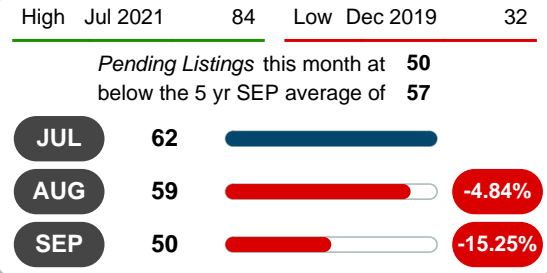 High Jul 2021 84 Low Dec 2019 32
Pending Listings this month at 50
below the 5 yr SEP average of 57
JUL 62
AUG 59 -4.84%
SEP 50 -15.25%